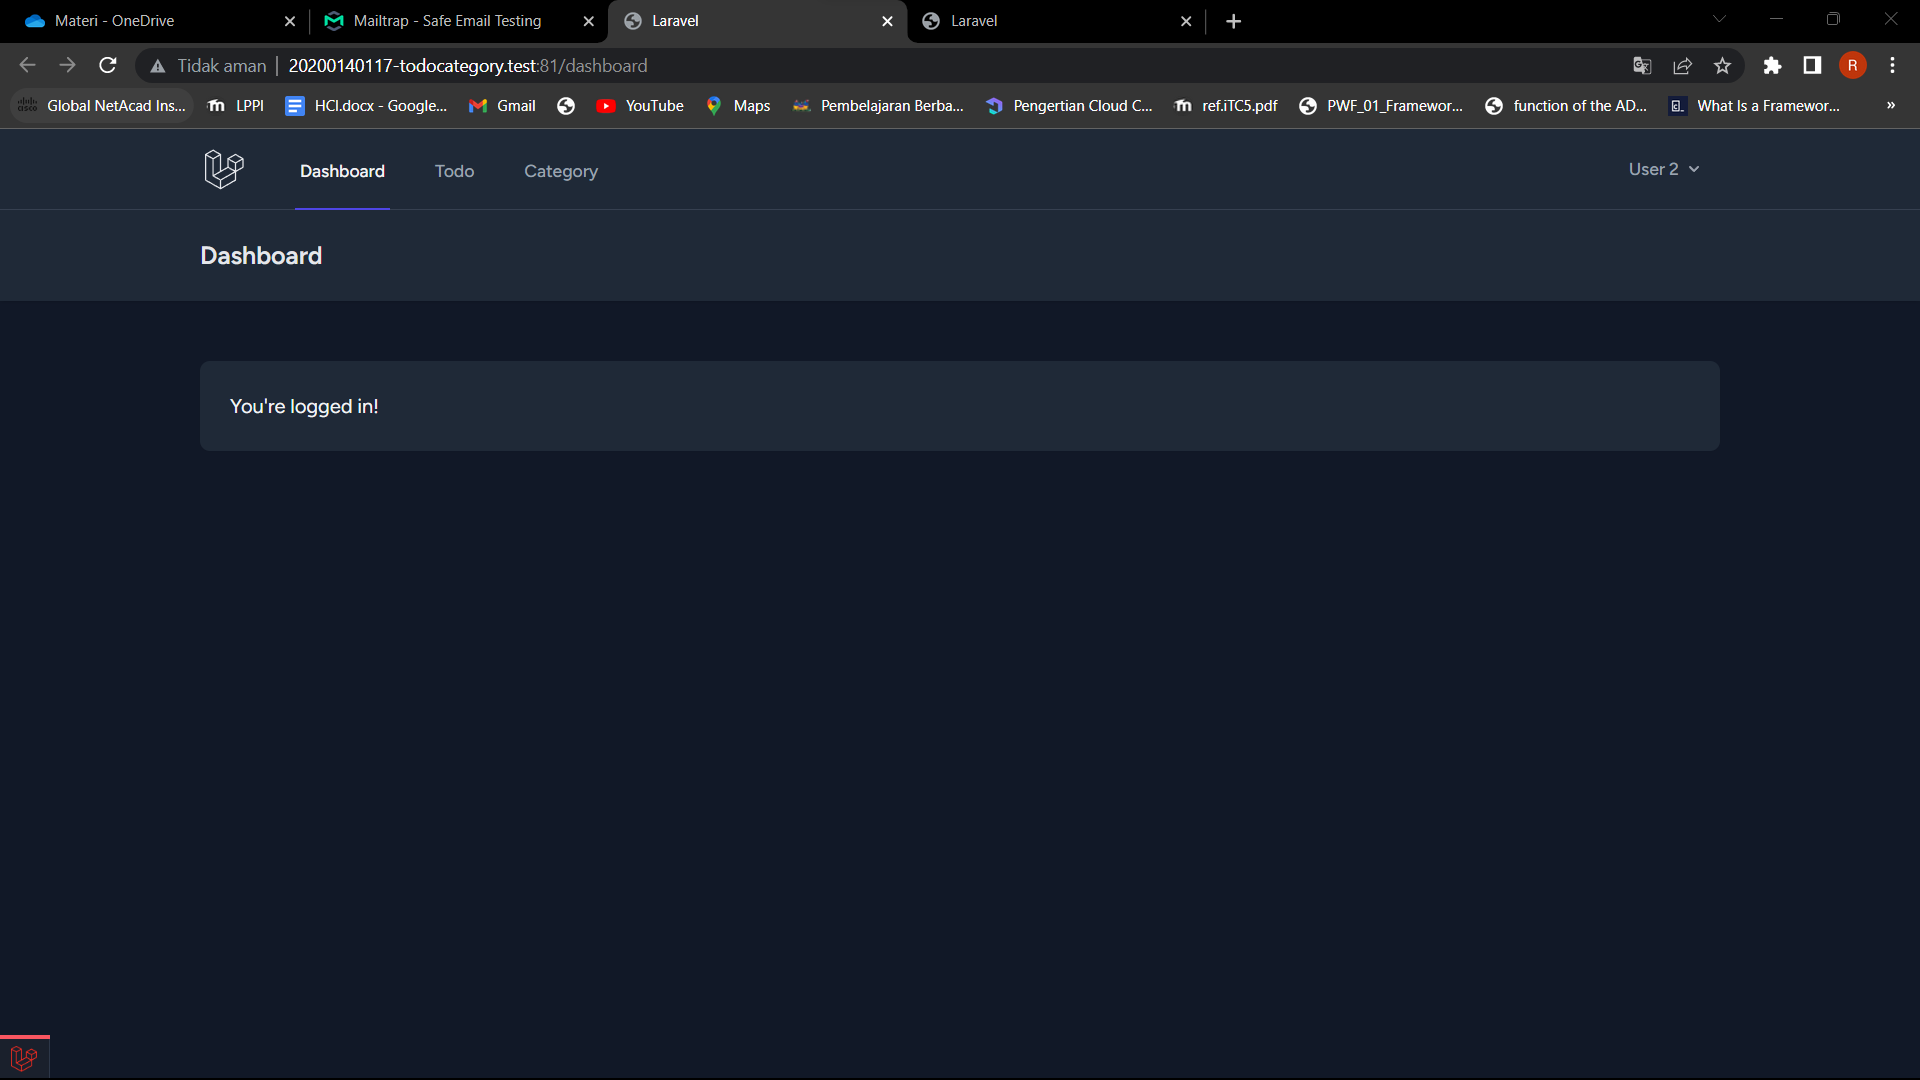 Materi - OneDrive
Mailtrap - Safe Email Testing
Laravel
Laravel
Tidak aman
20200140117-todocategory.test:81/dashboard
R
Global NetAcad Ins...
LPPI
HCI.docx - Google...
Gmail
YouTube
Maps
Pembelajaran Berba...
Pengertian Cloud C...
ref.iTC5.pdf
PWF_01_Framewor...
function of the AD...
What Is a Framewor...
»
Dashboard
Todo
Category
User 2
Dashboard
You're logged in!